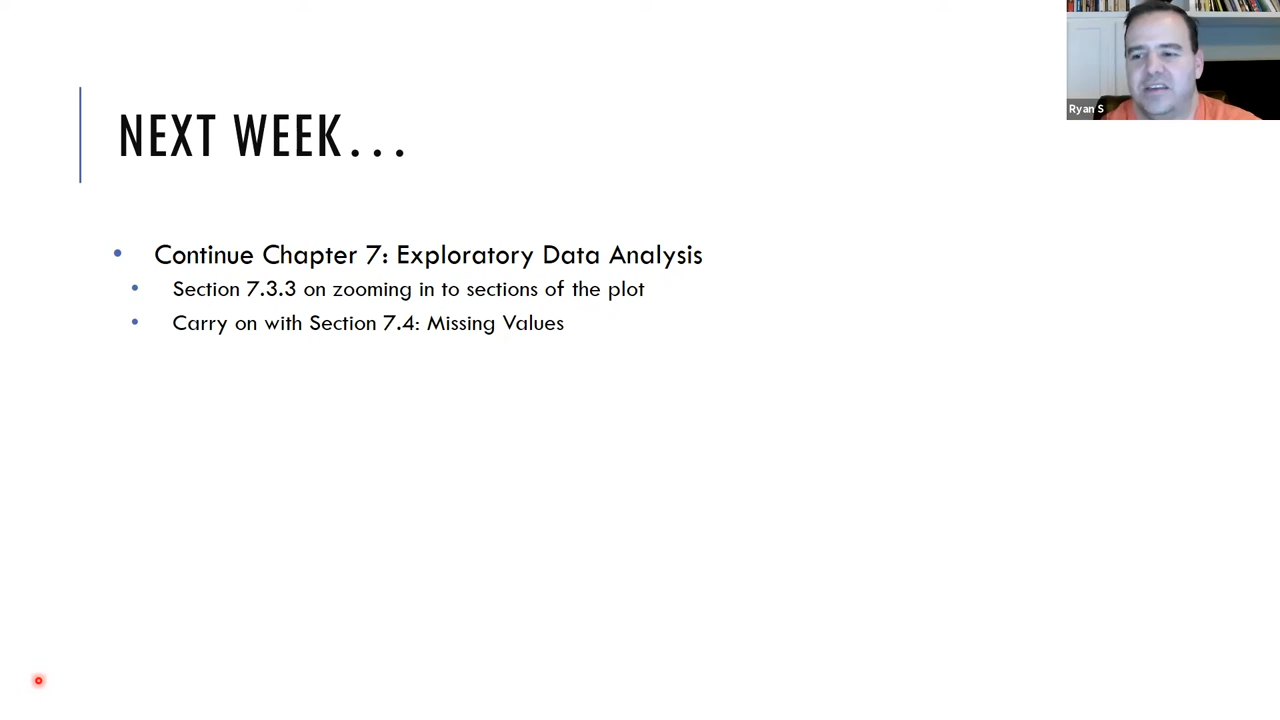 Ryan S
NEXT WEEK...
• Continue Chapter 7: Exploratory Data Analysis
• Section 7.3.3 on zooming in to sections of the plot
• Carry on with Section 7.4: Missing Values